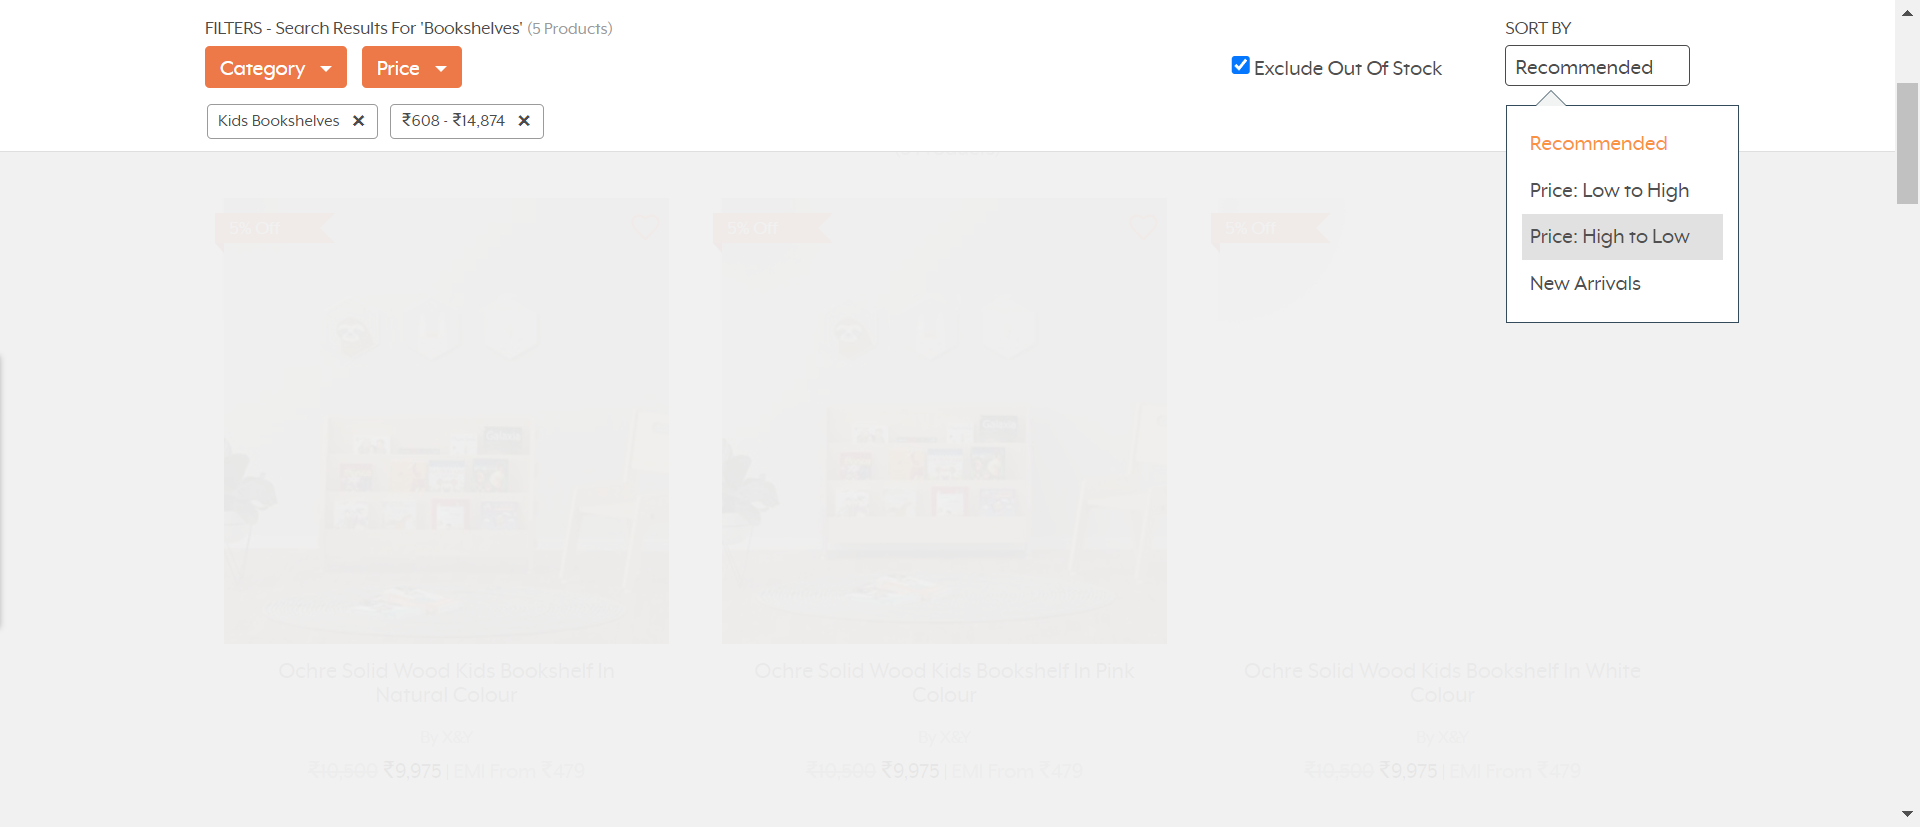 FILTERS - Search Results For 'Bookshelves' (5 Products)
SORT BY
Category
Price
Exclude Out Of Stock
Recommended
Kids Bookshelves ×
₹608 - ₹14,874 ×
Recommended
Price: Low to High
Price: High to Low
New Arrivals
5% Off
5% Off
5% Off
Ochre Solid Wood Kids Bookshelf In
Natural Colour
By X&Y
₹10,500 ₹9,975 | EMI From ₹479
Ochre Solid Wood Kids Bookshelf In Pink
Colour
By X&Y
₹10,500 ₹9,975 | EMI From ₹479
Ochre Solid Wood Kids Bookshelf In White
Colour
By X&Y
₹10,500 ₹9,975 | EMI From ₹479